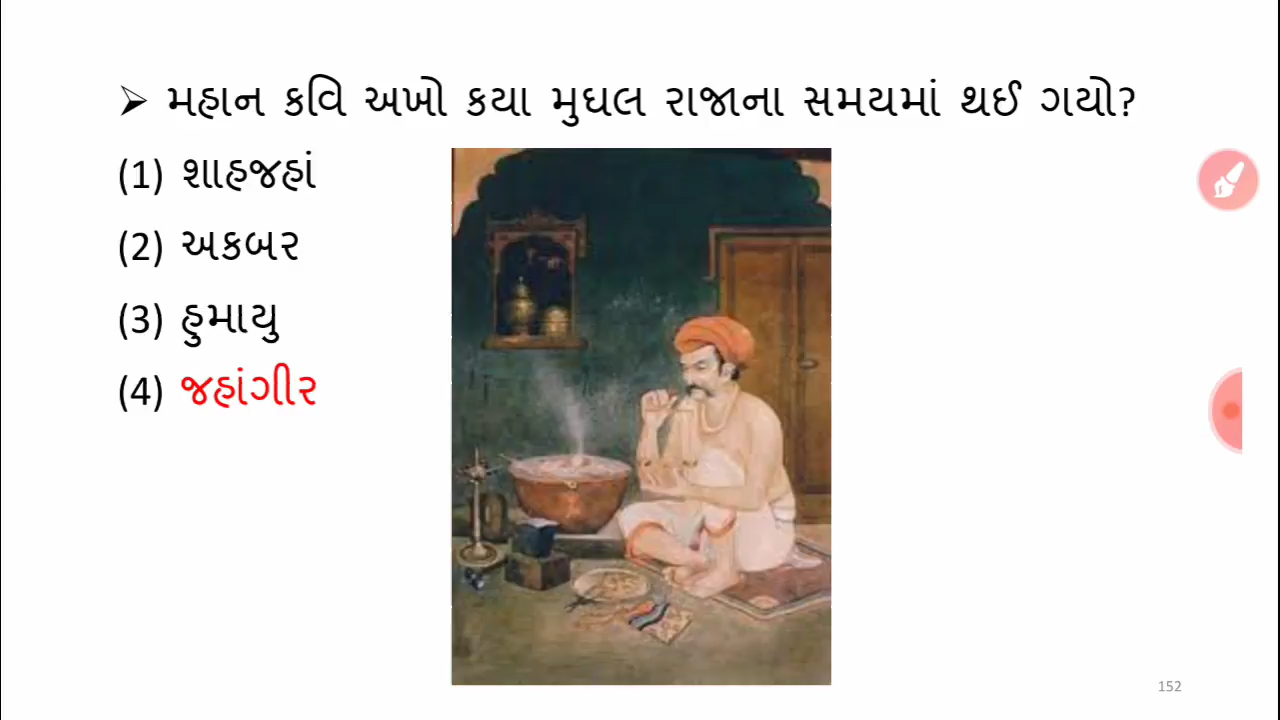 ➢ મહાન કવિ અખો કયા મુઘલ રાજાના સમયમાં થઈ ગયો?
(1) શાહજહાં
(2) અકબર
(3) હુમાયુ
(4) જહાંગીર
152